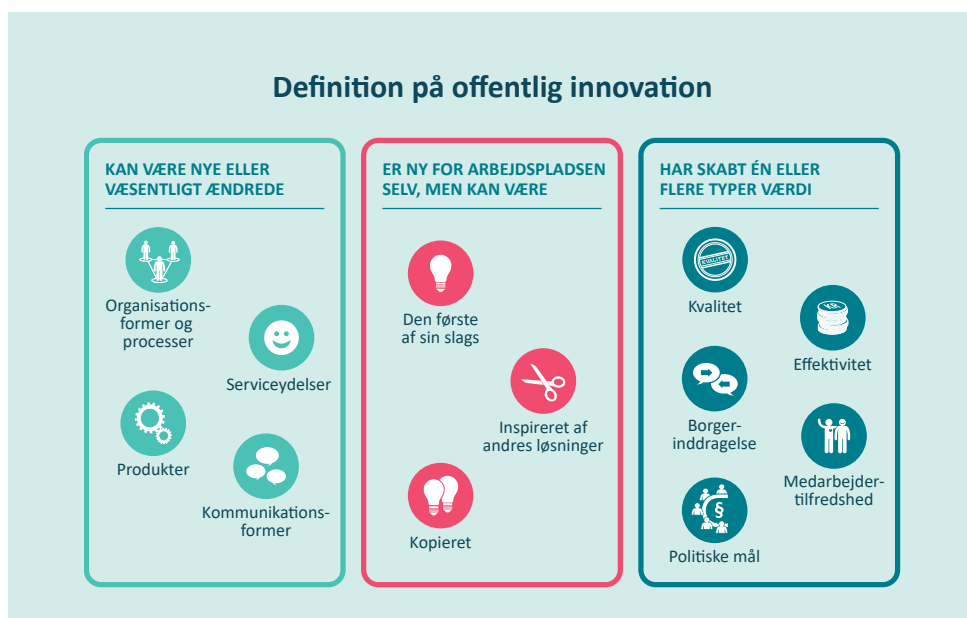 Definition på offentlig innovation
KAN VÆRE NYE ELLER
VÆSENTLIGT ÆNDREDE
Organisations-
former og
processer
Serviceydelser
Produkter
Kommunikations-
former
ER NY FOR ARBEJDSPLADSEN
SELV, MEN KAN VÆRE
Den første
af sin slags
Inspireret af
andres løsninger
Kopieret
HAR SKABT ÉN ELLER
FLERE TYPER VÆRDI
KVALITET
Kvalitet
KR
Effektivitet
Borger-
inddragelse
Medarbejder-
tilfredshed
§
Politiske mål